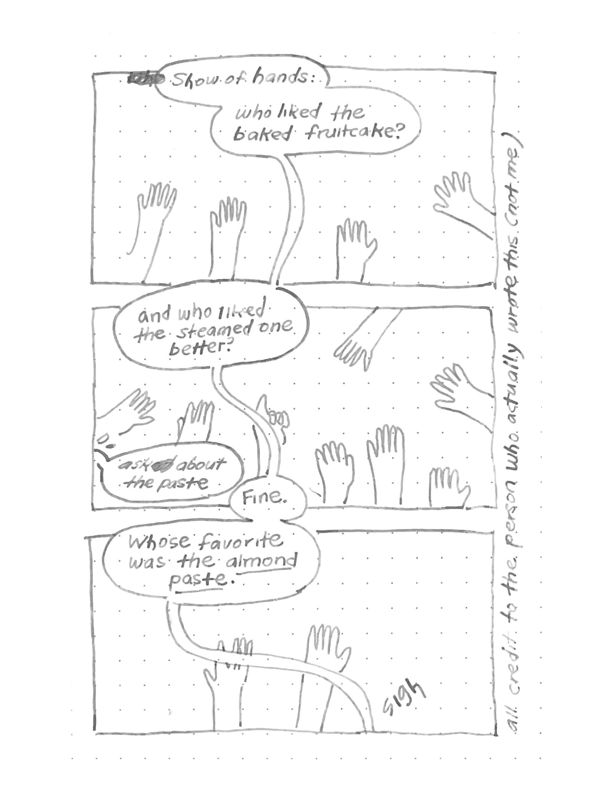 Show of hands:
who liked the
baked fruitcake?
and who liked
the steamed one
better?
ask about
the paste
Fine.
Whose favorite
was the almond
paste.
sigh
all credit to the person who actually wrote this (not me)